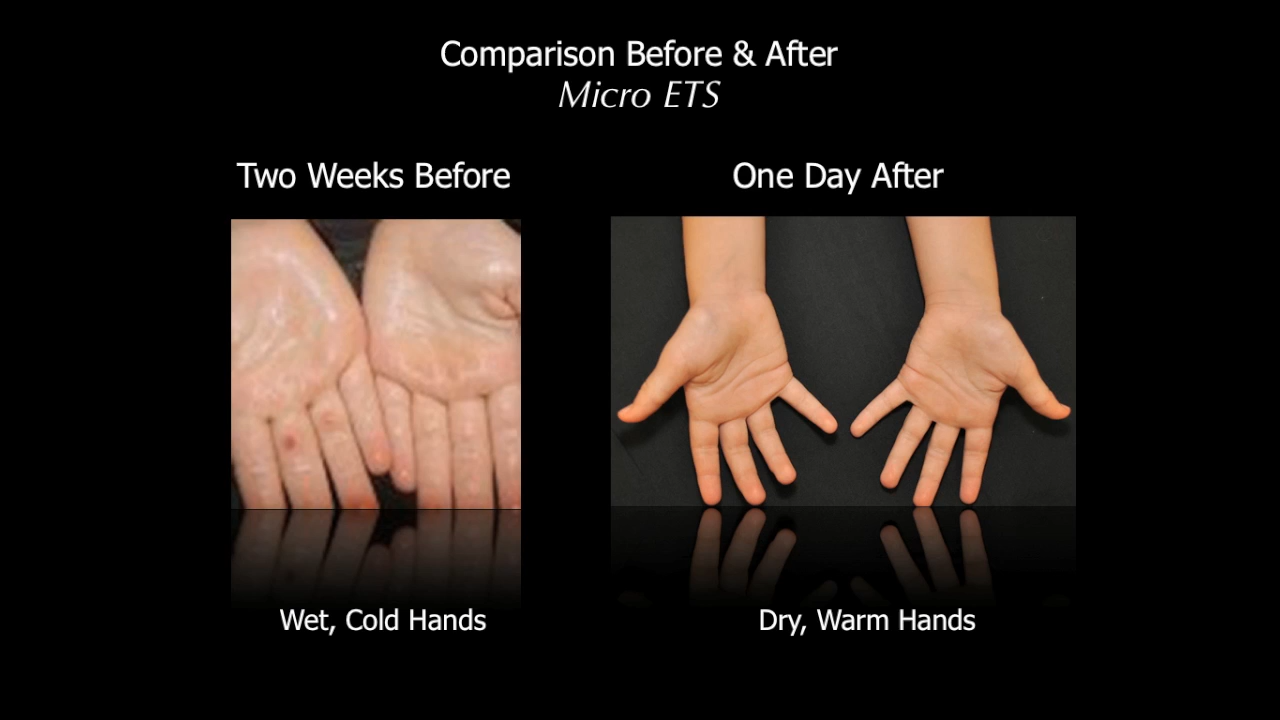 Comparison Before & After
Micro ETS
Two Weeks Before
One Day After
Wet, Cold Hands
Dry, Warm Hands